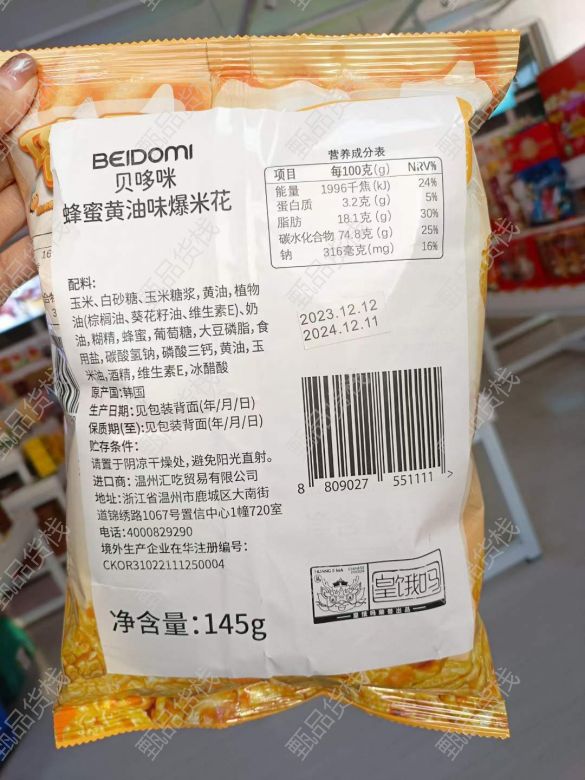 BEIDOMI
贝哆咪
蜂蜜黄油味爆米花
营养成分表
项目 每100克(g) NRV%
能量 1996千焦(kJ) 24%
蛋白质 3.2克(g) 5%
脂肪 18.1克(g) 30%
碳水化合物 74.8克(g) 25%
钠 316毫克(mg) 16%
配料:
玉米、白砂糖、玉米糖浆,黄油,植物
油(棕榈油、葵花籽油、维生素E)、奶
油,糊精,蜂蜜,葡萄糖,大豆磷脂,食
用盐,碳酸氢钠,磷酸三钙,黄油,玉
米油,酒精,维生素E,冰醋酸
原产国:韩国
生产日期:见包装背面(年/月/日)
保质期(至):见包装背面(年/月/日)
贮存条件:
请置于阴凉干燥处,避免阳光直射。
进口商:温州汇吃贸易有限公司
地址:浙江省温州市鹿城区大南街
道锦绣路1067号置信中心1幢720室
电话:4000829290
境外生产企业在华注册编号:
CKOR31022111250004
净含量:145g
2023.12.12
2024.12.11
8 809027 551111 >
皇饿吗
皇饿吗荣誉出品
甄品货栈